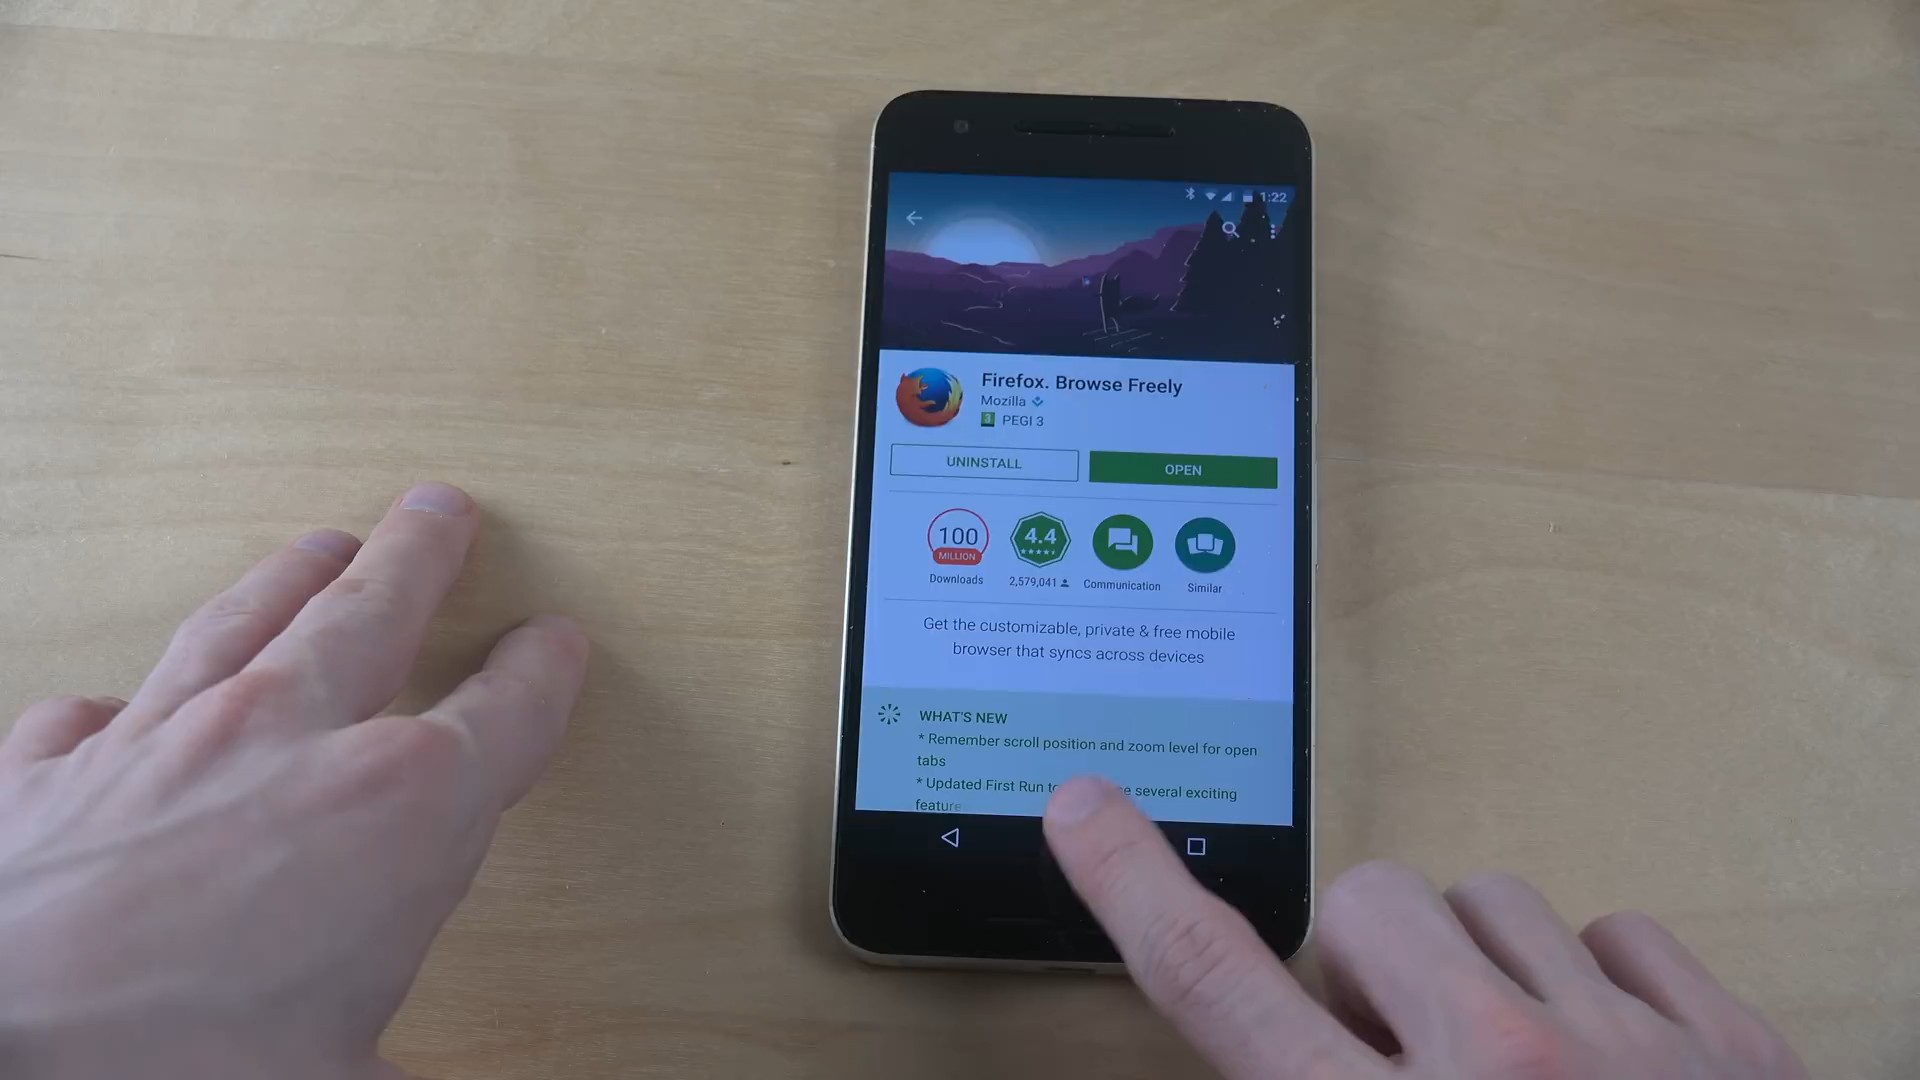 1:22
Firefox. Browse Freely
Mozilla
3 PEGI 3
UNINSTALL
OPEN
100
MILLION
Downloads
4.4
2,579,041
Communication
Similar
Get the customizable, private & free mobile
browser that syncs across devices
WHAT'S NEW
* Remember scroll position and zoom level for open
tabs
* Updated First Run several exciting